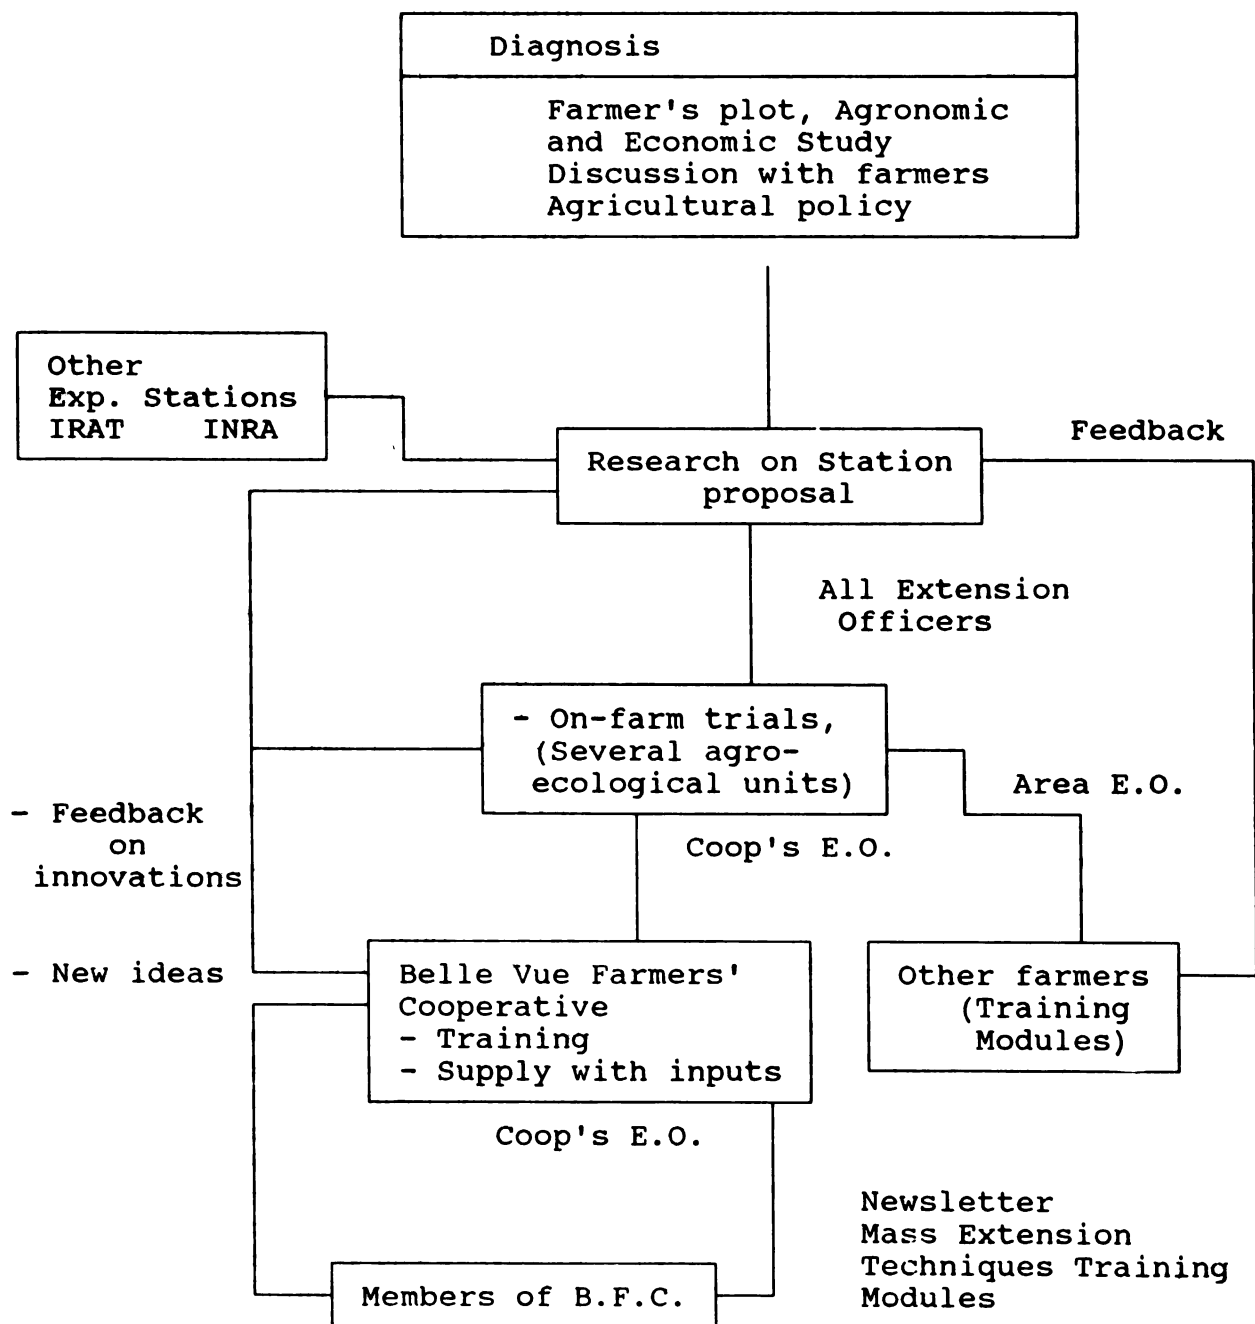 Diagnosis
Farmer's plot, Agronomic
and Economic Study
Discussion with farmers
Agricultural policy
Other
Exp. Stations
IRAT INRA
Feedback
Research on Station
proposal
All Extension
Officers
- On-farm trials,
(Several agro-
ecological units)
Area E.O.
- Feedback
on
innovations
Coop's E.O.
- New ideas
Belle Vue Farmers'
Cooperative
- Training
- Supply with inputs
Other farmers
(Training
Modules)
Coop's E.O.
Newsletter
Mass Extension
Techniques Training
Modules
Members of B.F.C.